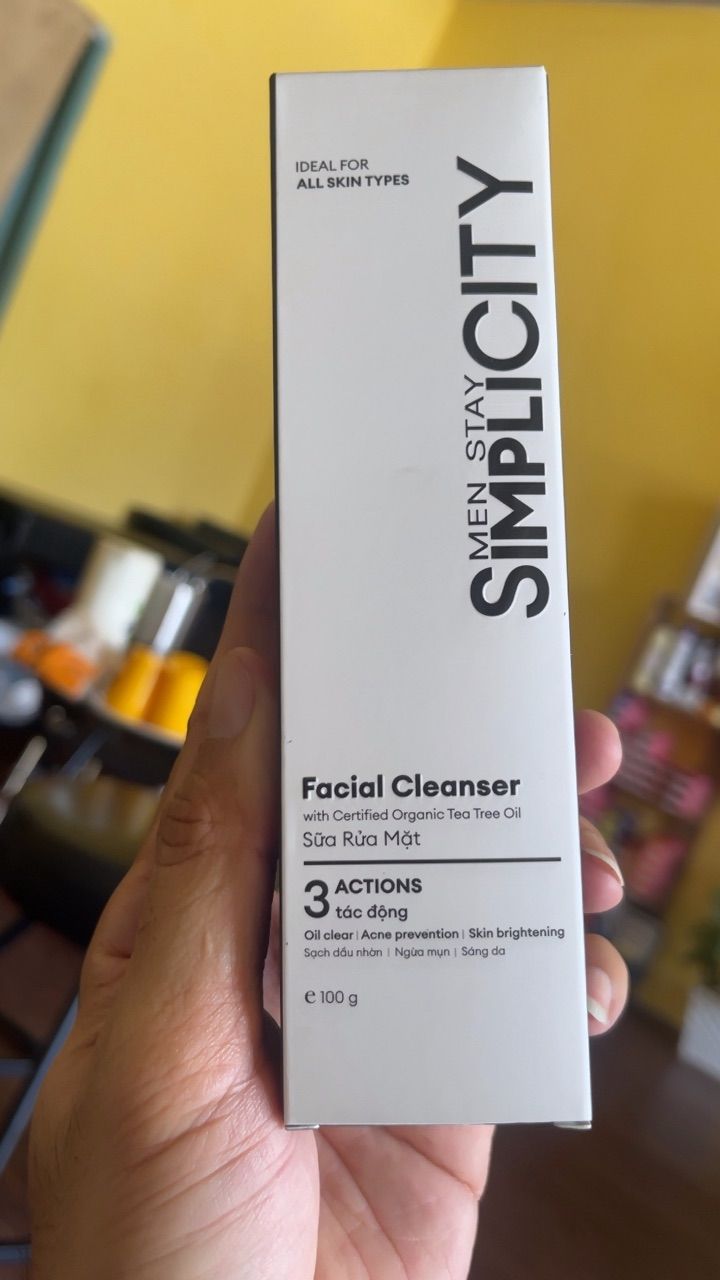 IDEAL FOR
ALL SKIN TYPES
MEN STAY
SIMPLICITY
Facial Cleanser
with Certified Organic Tea Tree Oil
Sữa Rửa Mặt
3 ACTIONS
tác động
Oil clear | Acne prevention | Skin brightening
Sạch dầu nhờn | Ngừa mụn | Sáng da
e 100 g